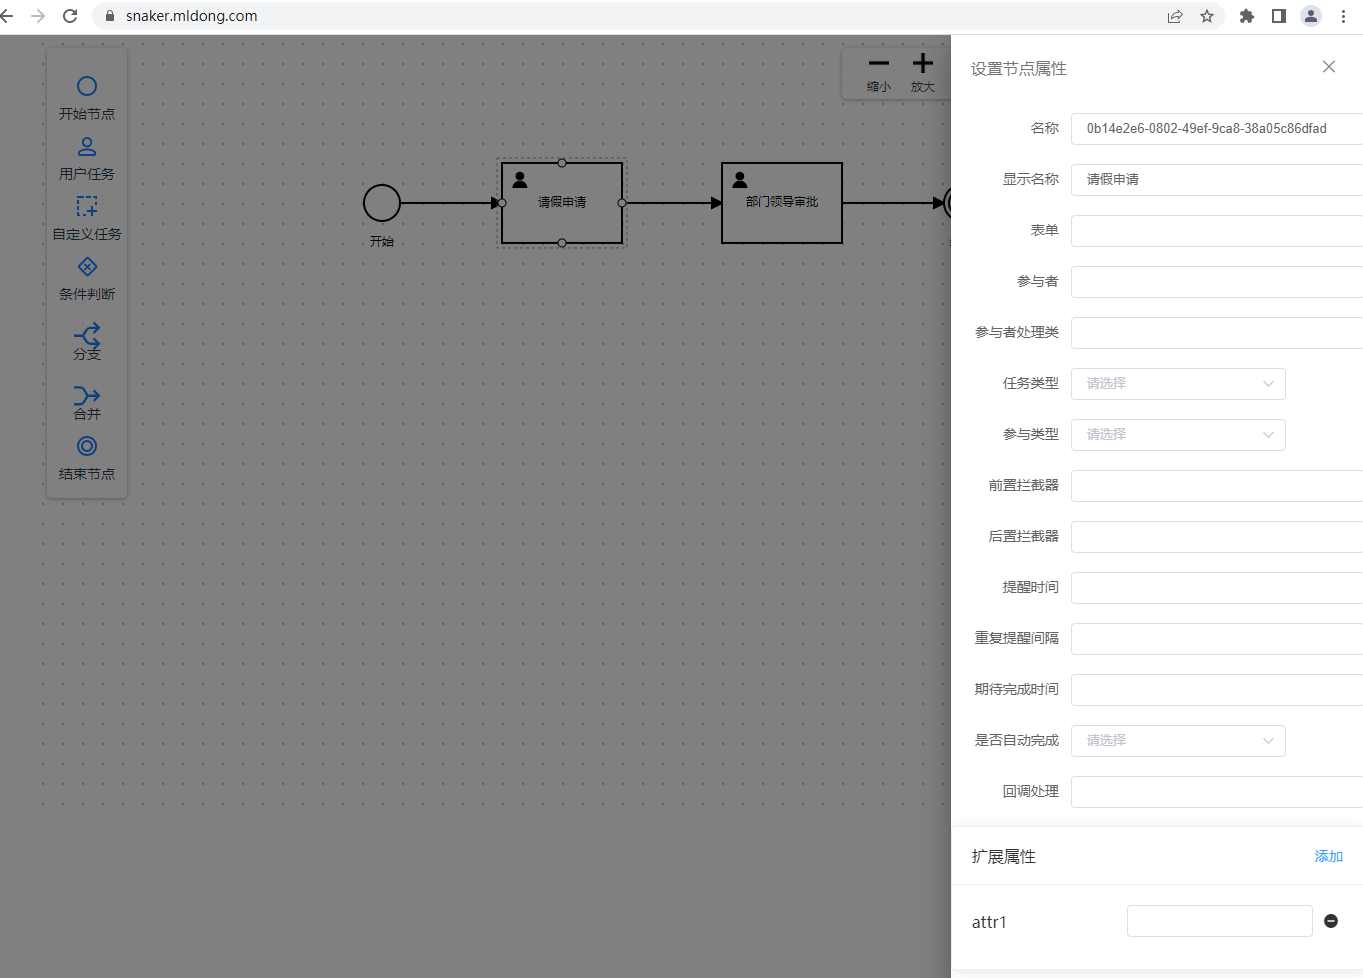 snaker.mldong.com
开始节点
用户任务
自定义任务
条件判断
分支
合并
结束节点
开始
请假申请
部门领导审批
缩小
放大
设置节点属性
名称 0b14e2e6-0802-49ef-9ca8-38a05c86dfad
显示名称 请假申请
表单
参与者
参与者处理类
任务类型 请选择
参与类型 请选择
前置拦截器
后置拦截器
提醒时间
重复提醒间隔
期待完成时间
是否自动完成 请选择
回调处理
扩展属性 添加
attr1